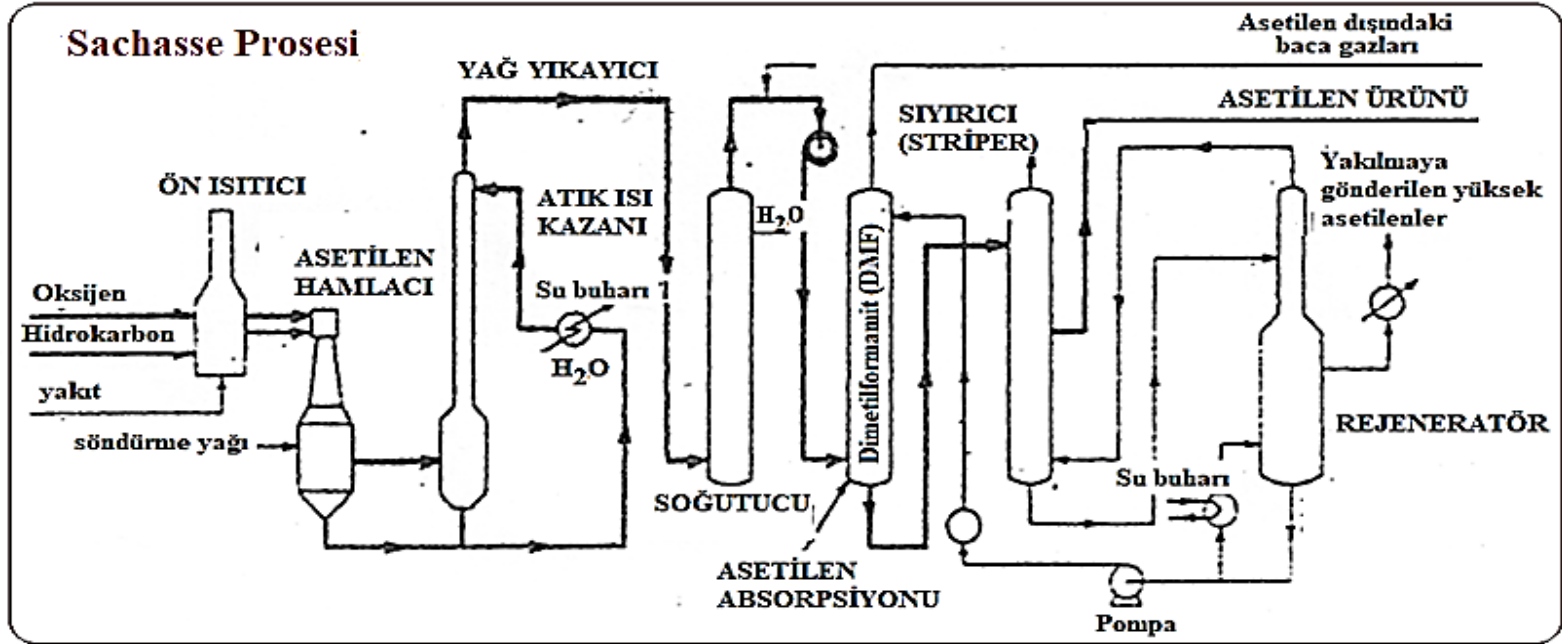 Sachasse Prosesi
Asetilen dışındaki
baca gazları
YAĞ YIKAYICI
ASETİLEN ÜRÜNÜ
SIYIRICI
(STRİPER)
ÖN ISITICI
Yakılmaya
gönderilen yüksek
asetilenler
ATIK ISI
KAZANI
H₂O
ASETİLEN
HAMLACI
Oksijen
Su buharı
Dimetilformamit (DMF)
Hidrokarbon
H₂O
yakıt
söndürme yağı
REJENERATÖR
Su buharı
SOĞUTUCU
ASETİLEN
ABSORPSİYONU
Pompa